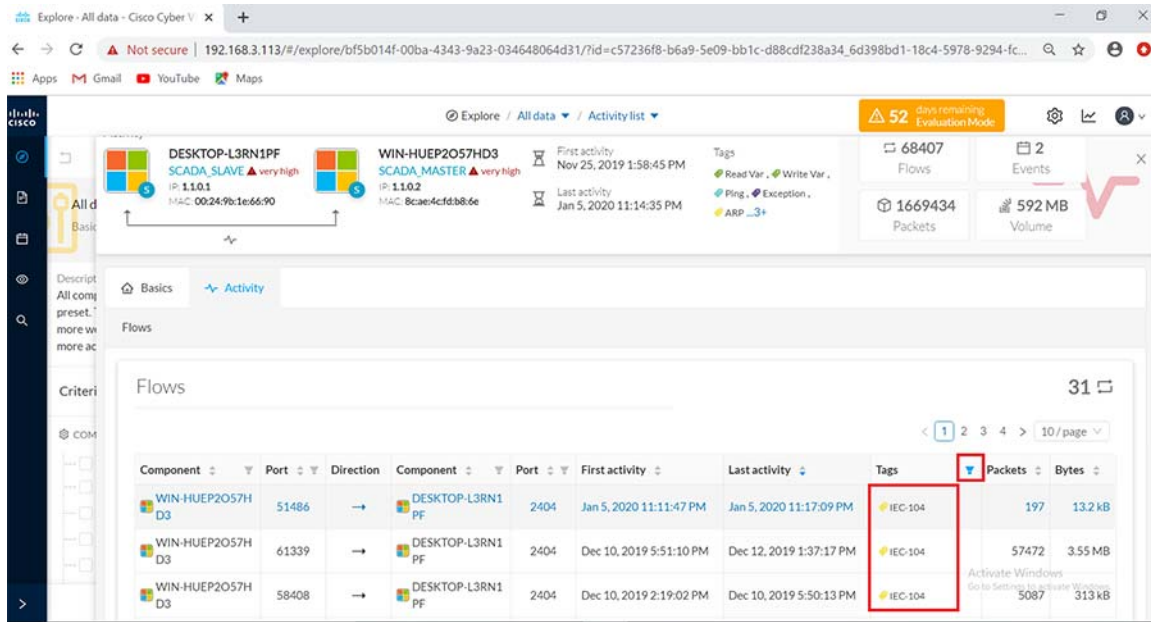 Explore - All data - Cisco Cyber V
Not secure | 192.168.3.113/#/explore/bf5b014f-00ba-4343-9a23-034648064d31/?id=c57236f8-b6a9-5e09-bb1c-d88cdf238a34_6d398bd1-18c4-5978-9294-fc...
Apps Gmail YouTube Maps
cisco
Explore / All data / Activity list
52 days remaining Evaluation Mode
DESKTOP-L3RN1PF
SCADA_SLAVE very high
IP: 1.1.0.1
MAC: 00:24:9b:1e:66:90
WIN-HUEP2O57HD3
SCADA_MASTER very high
IP: 1.1.0.2
MAC: 8c:ae:4c:fd:b8:6e
First activity
Nov 25, 2019 1:58:45 PM
Last activity
Jan 5, 2020 11:14:35 PM
Tags
Read Var , Write Var ,
Ping , Exception ,
ARP ...3+
68407
Flows
2
Events
1669434
Packets
592 MB
Volume
All d
Basic
Descript
All comp
preset. T
more we
more ac
Criteri
COM
Basics Activity
Flows
Flows
31
1 2 3 4 10 / page
Component Port Direction Component Port First activity Last activity Tags Packets Bytes
WIN-HUEP2O57H
D3 51486 → DESKTOP-L3RN1
PF 2404 Jan 5, 2020 11:11:47 PM Jan 5, 2020 11:17:09 PM IEC-104 197 13.2 kB
WIN-HUEP2O57H
D3 61339 → DESKTOP-L3RN1
PF 2404 Dec 10, 2019 5:51:10 PM Dec 12, 2019 1:37:17 PM IEC-104 57472 3.55 MB
WIN-HUEP2O57H
D3 58408 → DESKTOP-L3RN1
PF 2404 Dec 10, 2019 2:19:02 PM Dec 10, 2019 5:50:13 PM IEC-104 5087 313 kB
Activate Windows
Go to Settings to activate Windows.